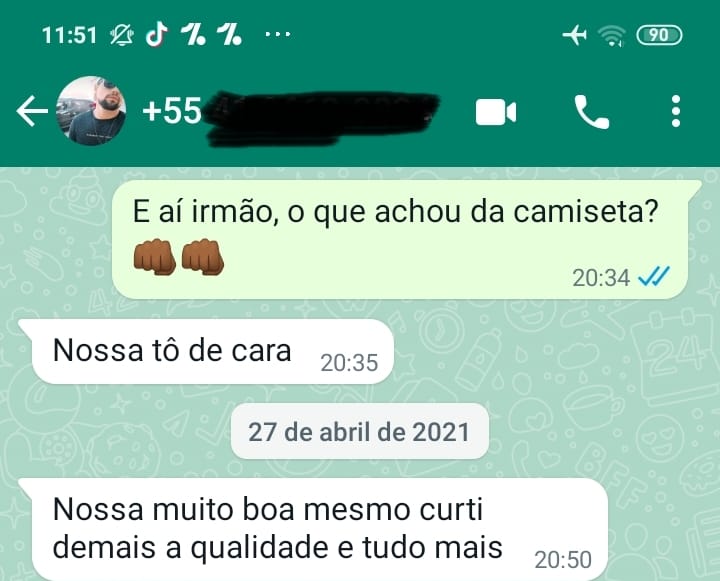 11:51
90
+55
E aí irmão, o que achou da camiseta?
👊🏾👊🏾
20:34
Nossa tô de cara
20:35
27 de abril de 2021
Nossa muito boa mesmo curti
demais a qualidade e tudo mais
20:50